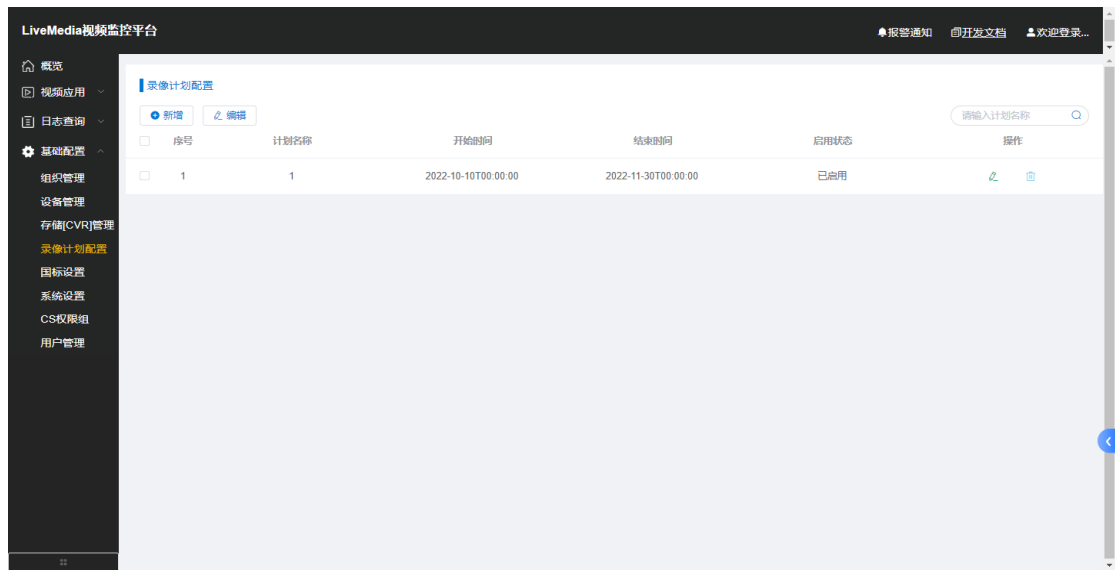 LiveMedia视频监控平台
报警通知 开发文档 欢迎登录...
概览
视频应用
日志查询
基础配置
组织管理
设备管理
存储[CVR]管理
录像计划配置
国标设置
系统设置
CS权限组
用户管理
录像计划配置
新增 编辑 请输入计划名称
序号 计划名称 开始时间 结束时间 启用状态 操作
1 1 2022-10-10T00:00:00 2022-11-30T00:00:00 已启用